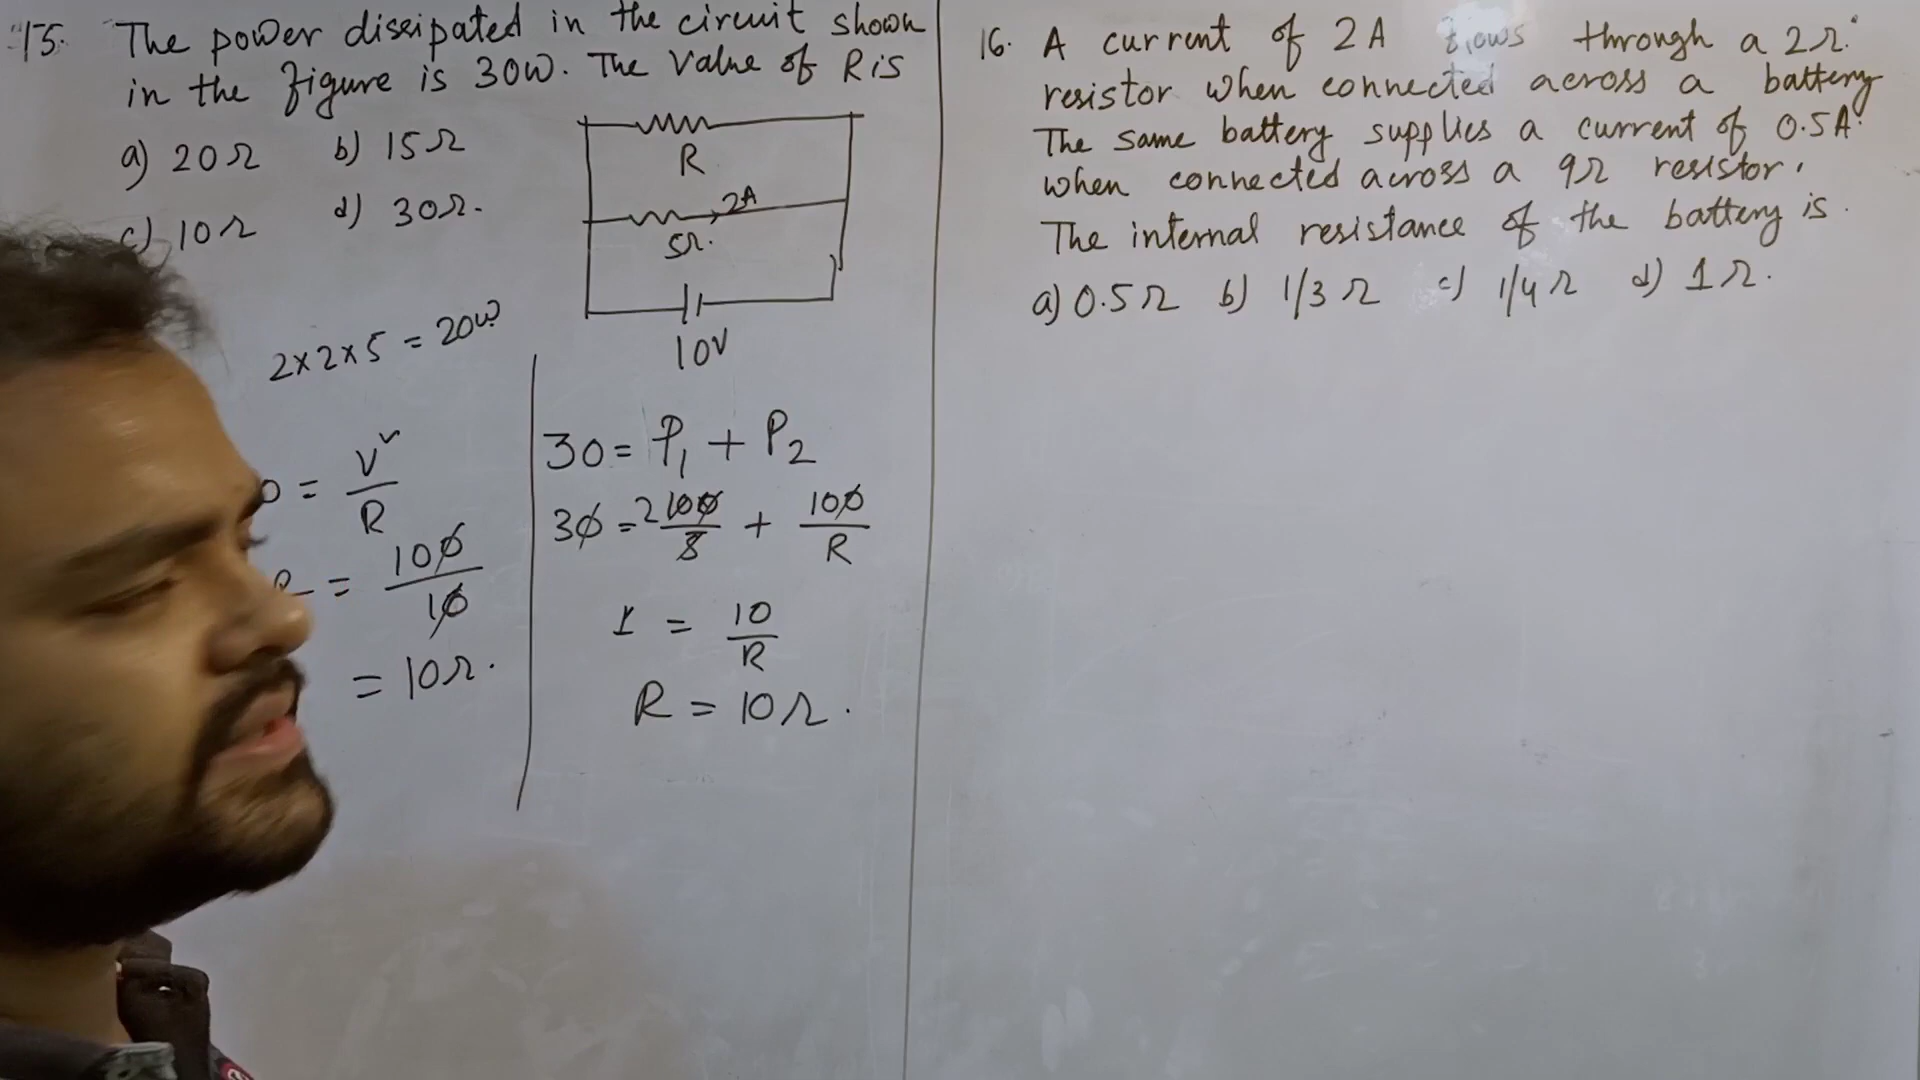 15. The power dissipated in the circuit shown
in the figure is 30W. The value of R is
a) 20Ω b) 15Ω
c) 10Ω d) 30Ω.
R
2A
5Ω.
10V
2×2×5 = 20W
= V²/R
= 100/10
= 10Ω.
30 = P₁ + P₂
30 = 2 100/5 + 100/R
1 = 10/R
R = 10Ω.
16. A current of 2A flows through a 2Ω
resistor when connected across a battery
The same battery supplies a current of 0.5A
when connected across a 9Ω resistor.
The internal resistance of the battery is
a) 0.5Ω b) 1/3 Ω c) 1/4 Ω d) 1Ω.